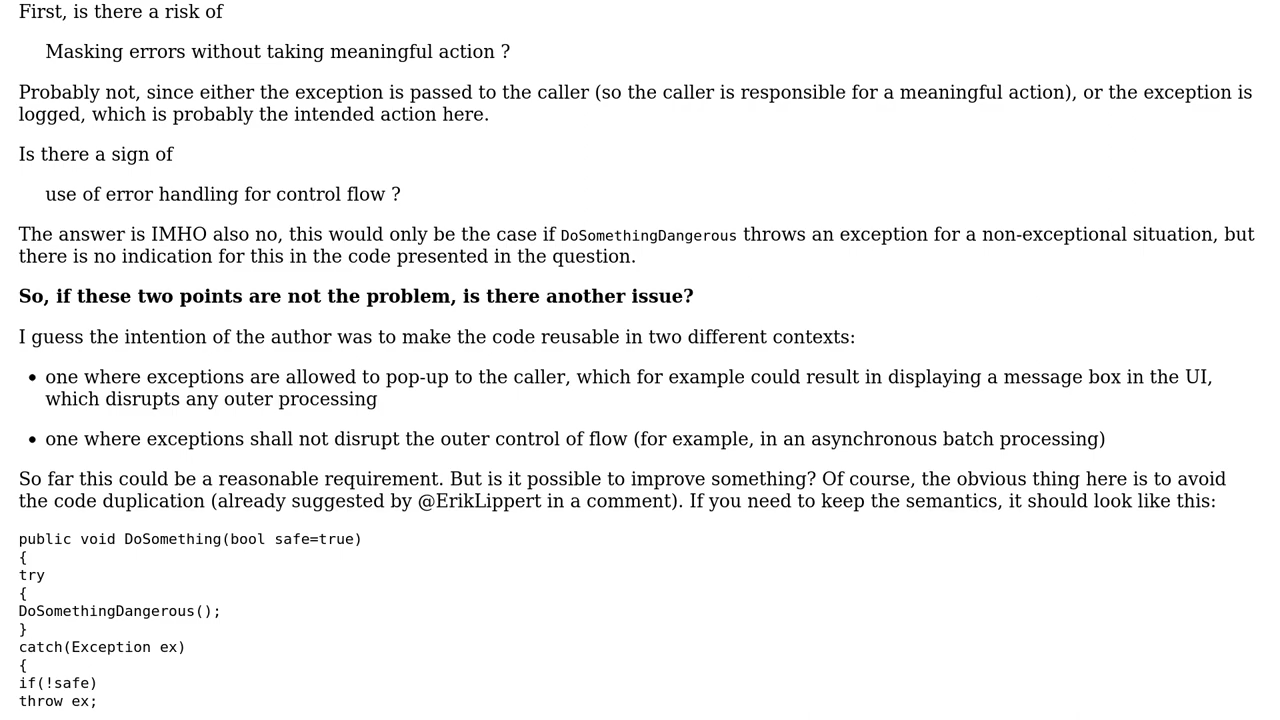 First, is there a risk of
Masking errors without taking meaningful action ?
Probably not, since either the exception is passed to the caller (so the caller is responsible for a meaningful action), or the exception is
logged, which is probably the intended action here.
Is there a sign of
use of error handling for control flow ?
The answer is IMHO also no, this would only be the case if DoSomethingDangerous throws an exception for a non-exceptional situation, but
there is no indication for this in the code presented in the question.
So, if these two points are not the problem, is there another issue?
I guess the intention of the author was to make the code reusable in two different contexts:
• one where exceptions are allowed to pop-up to the caller, which for example could result in displaying a message box in the UI,
which disrupts any outer processing
• one where exceptions shall not disrupt the outer control of flow (for example, in an asynchronous batch processing)
So far this could be a reasonable requirement. But is it possible to improve something? Of course, the obvious thing here is to avoid
the code duplication (already suggested by @ErikLippert in a comment). If you need to keep the semantics, it should look like this:
public void DoSomething(bool safe=true)
{
try
{
DoSomethingDangerous();
}
catch(Exception ex)
{
if(!safe)
throw ex;